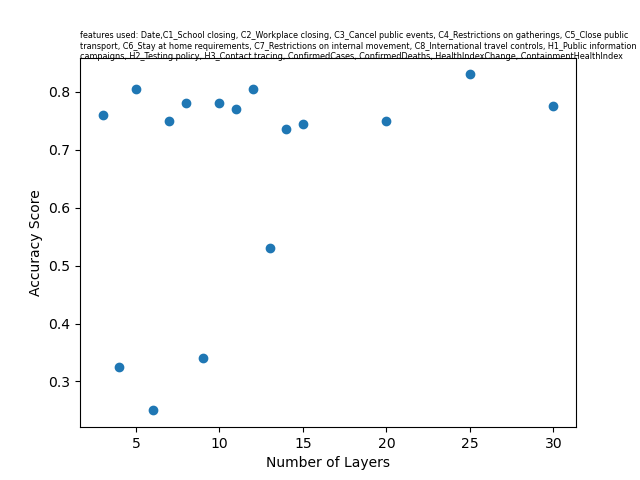 features used: Date,C1_School closing, C2_Workplace closing, C3_Cancel public events, C4_Restrictions on gatherings, C5_Close public
transport, C6_Stay at home requirements, C7_Restrictions on internal movement, C8_International travel controls, H1_Public information
campaigns, H2_Testing policy, H3_Contact tracing, ConfirmedCases, ConfirmedDeaths, HealthIndexChange, ContainmentHealthIndex
0.8
0.7
0.6
0.5
0.4
0.3
Accuracy Score
5 10 15 20 25 30
Number of Layers